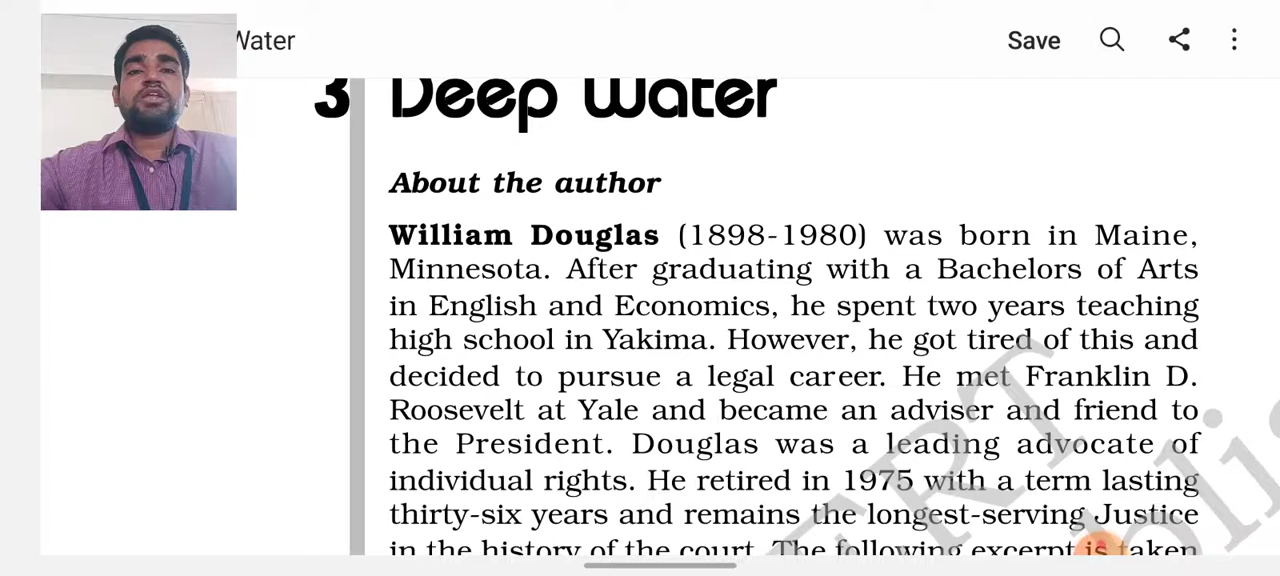 Water
Save
3 Deep Water
About the author
William Douglas (1898-1980) was born in Maine,
Minnesota. After graduating with a Bachelors of Arts
in English and Economics, he spent two years teaching
high school in Yakima. However, he got tired of this and
decided to pursue a legal career. He met Franklin D.
Roosevelt at Yale and became an adviser and friend to
the President. Douglas was a leading advocate of
individual rights. He retired in 1975 with a term lasting
thirty-six years and remains the longest-serving Justice
in the history of the court. The following excerpt is taken